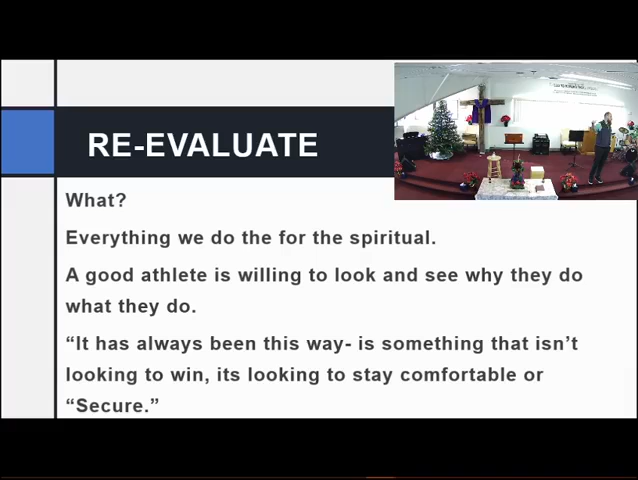 RE-EVALUATE
What?
Everything we do the for the spiritual.
A good athlete is willing to look and see why they do
what they do.
“It has always been this way- is something that isn’t
looking to win, its looking to stay comfortable or
“Secure.”